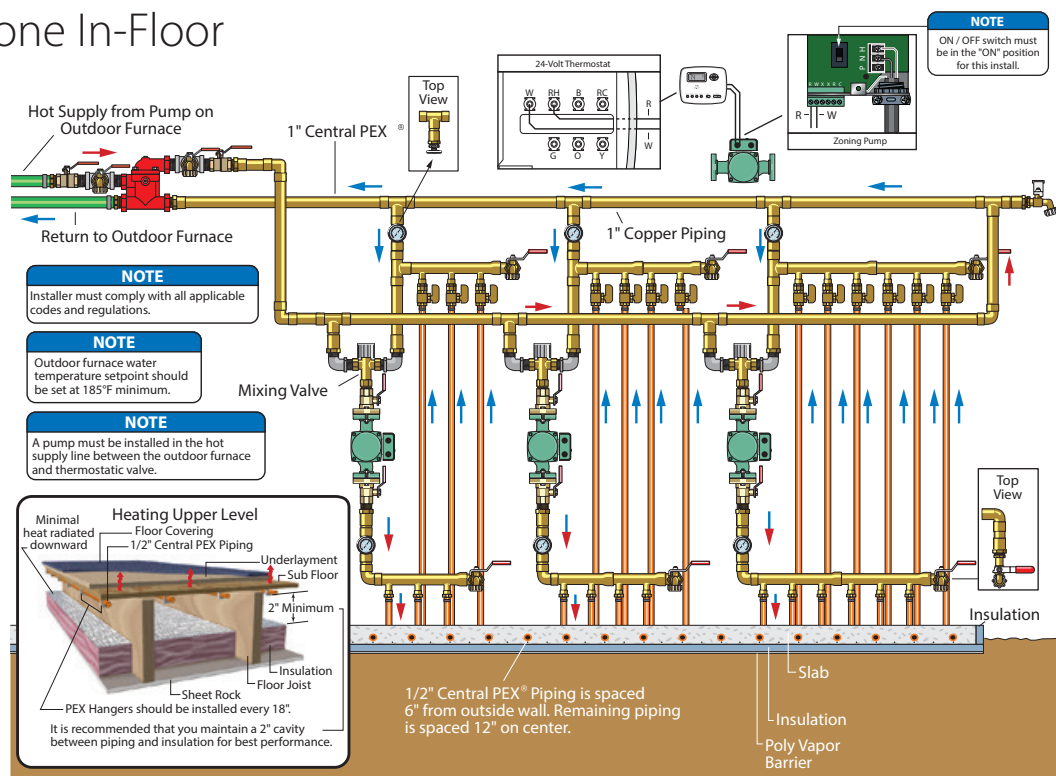 one In-Floor
Hot Supply from Pump on
Outdoor Furnace
1" Central PEX ®
Top
View
24-Volt Thermostat
W RH B RC
R
W
G O Y
H
N
P
R W X X R C
R W
Zoning Pump
NOTE
ON / OFF switch must
be in the "ON" position
for this install.
Return to Outdoor Furnace
1" Copper Piping
NOTE
Installer must comply with all applicable
codes and regulations.
NOTE
Outdoor furnace water
temperature setpoint should
be set at 185°F minimum.
Mixing Valve
NOTE
A pump must be installed in the hot
supply line between the outdoor furnace
and thermostatic valve.
Top
View
Heating Upper Level
Minimal
heat radiated
downward
Floor Covering
1/2" Central PEX Piping
Underlayment
Sub Floor
2" Minimum
Insulation
Floor Joist
Sheet Rock
PEX Hangers should be installed every 18".
It is recommended that you maintain a 2" cavity
between piping and insulation for best performance.
Insulation
1/2" Central PEX® Piping is spaced
6" from outside wall. Remaining piping
is spaced 12" on center.
Slab
Insulation
Poly Vapor
Barrier